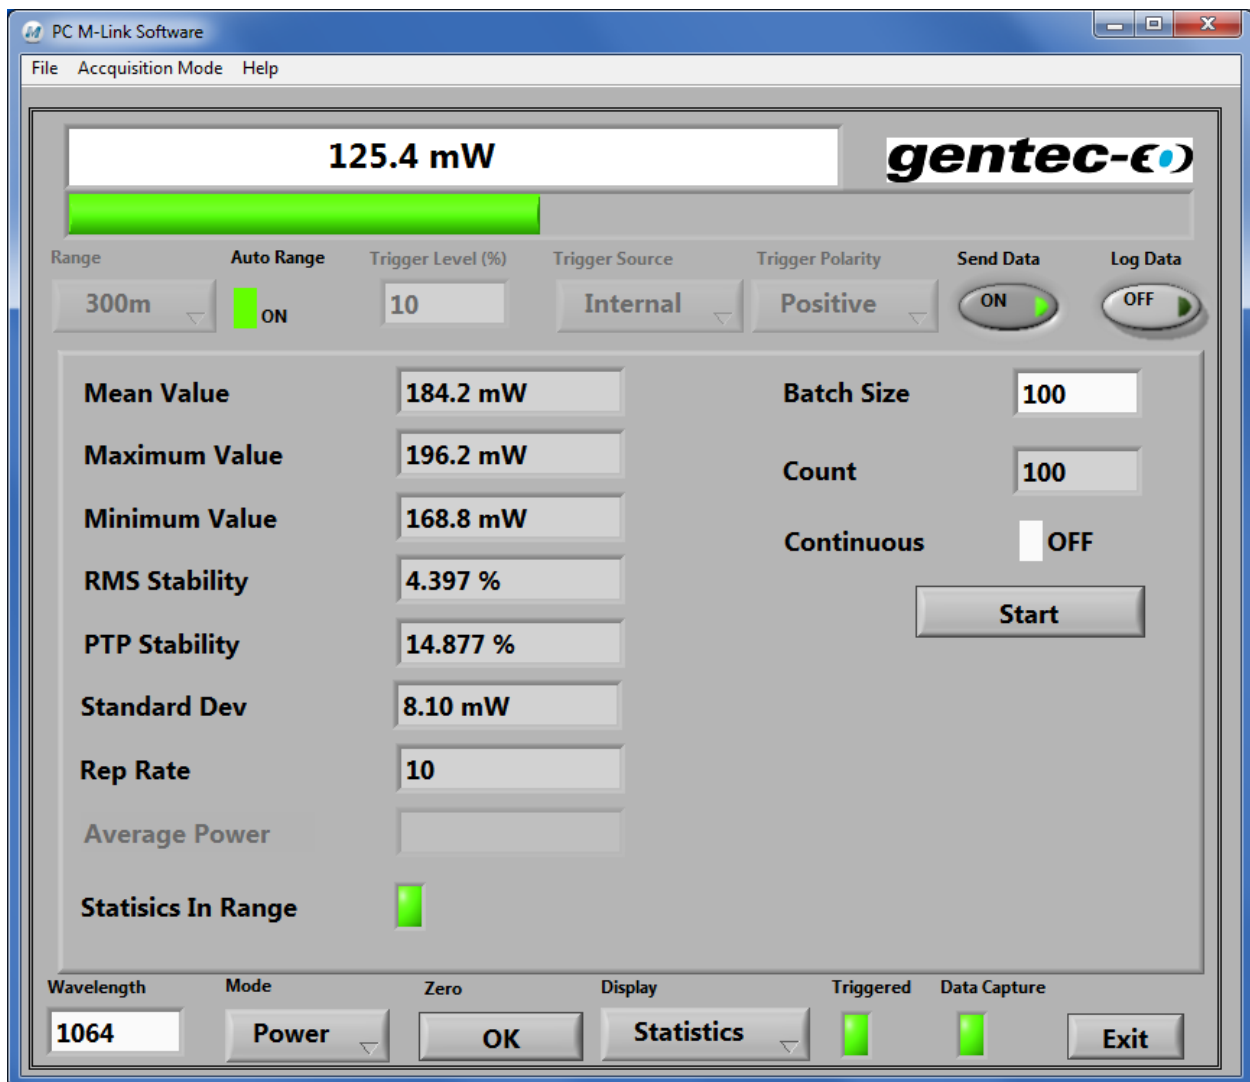 PC M-Link Software
File Accquisition Mode Help
125.4 mW
gentec-EO
Range Auto Range Trigger Level (%) Trigger Source Trigger Polarity Send Data Log Data
300m ON 10 Internal Positive ON OFF
Mean Value 184.2 mW Batch Size 100
Maximum Value 196.2 mW
Count 100
Minimum Value 168.8 mW
Continuous OFF
RMS Stability 4.397 %
Start
PTP Stability 14.877 %
Standard Dev 8.10 mW
Rep Rate 10
Average Power
Statisics In Range
Wavelength Mode Zero Display Triggered Data Capture
1064 Power OK Statistics Exit